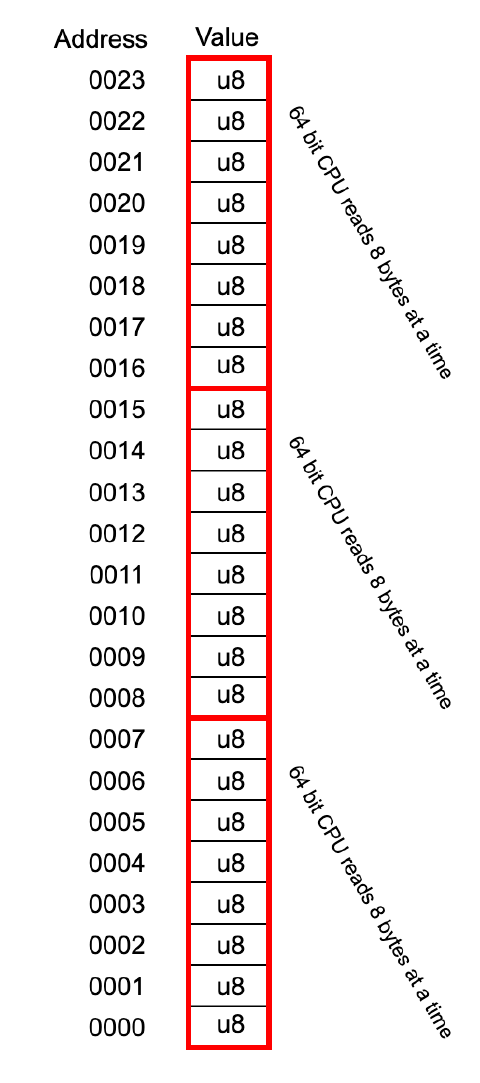 Address Value
0023 u8
0022 u8
0021 u8
0020 u8
0019 u8
0018 u8
0017 u8
0016 u8
64 bit CPU reads 8 bytes at a time
0015 u8
0014 u8
0013 u8
0012 u8
0011 u8
0010 u8
0009 u8
0008 u8
64 bit CPU reads 8 bytes at a time
0007 u8
0006 u8
0005 u8
0004 u8
0003 u8
0002 u8
0001 u8
0000 u8
64 bit CPU reads 8 bytes at a time